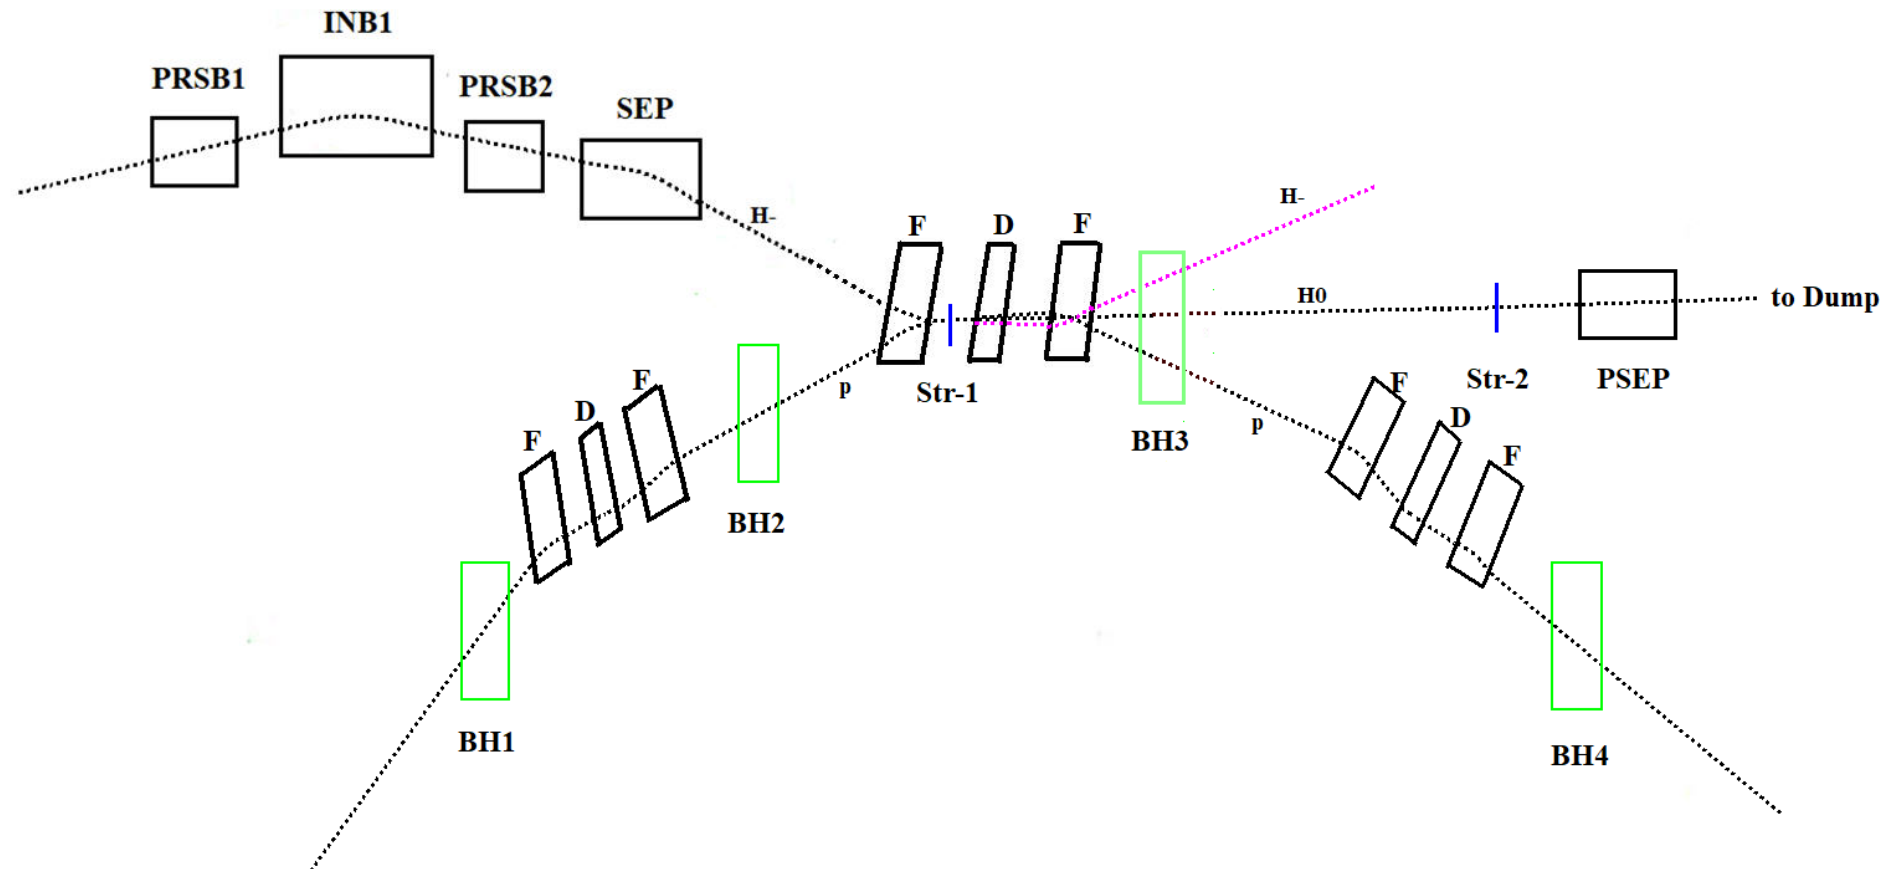 INB1
PRSB1
PRSB2
SEP
H-
H-
F
D
F
H0
to Dump
Str-1
Str-2
PSEP
p
p
BH3
F
D
F
BH2
F
D
F
BH1
BH4